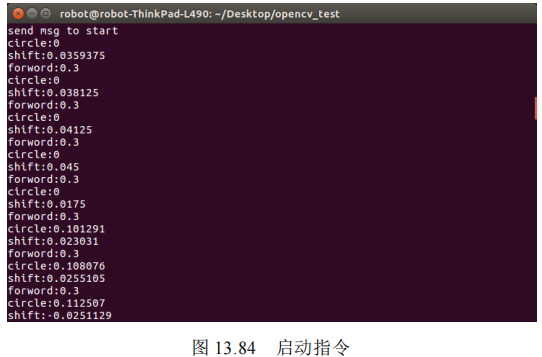 robot@robot-ThinkPad-L490: ~/Desktop/opencv_test
send msg to start
circle:0
shift:0.0359375
forword:0.3
circle:0
shift:0.038125
forword:0.3
circle:0
shift:0.04125
forword:0.3
circle:0
shift:0.045
forword:0.3
circle:0
shift:0.0175
forword:0.3
circle:0.101291
shift:0.023031
forword:0.3
circle:0.108076
shift:0.0255105
forword:0.3
circle:0.112507
shift:-0.0251129
图 13.84 启动指令